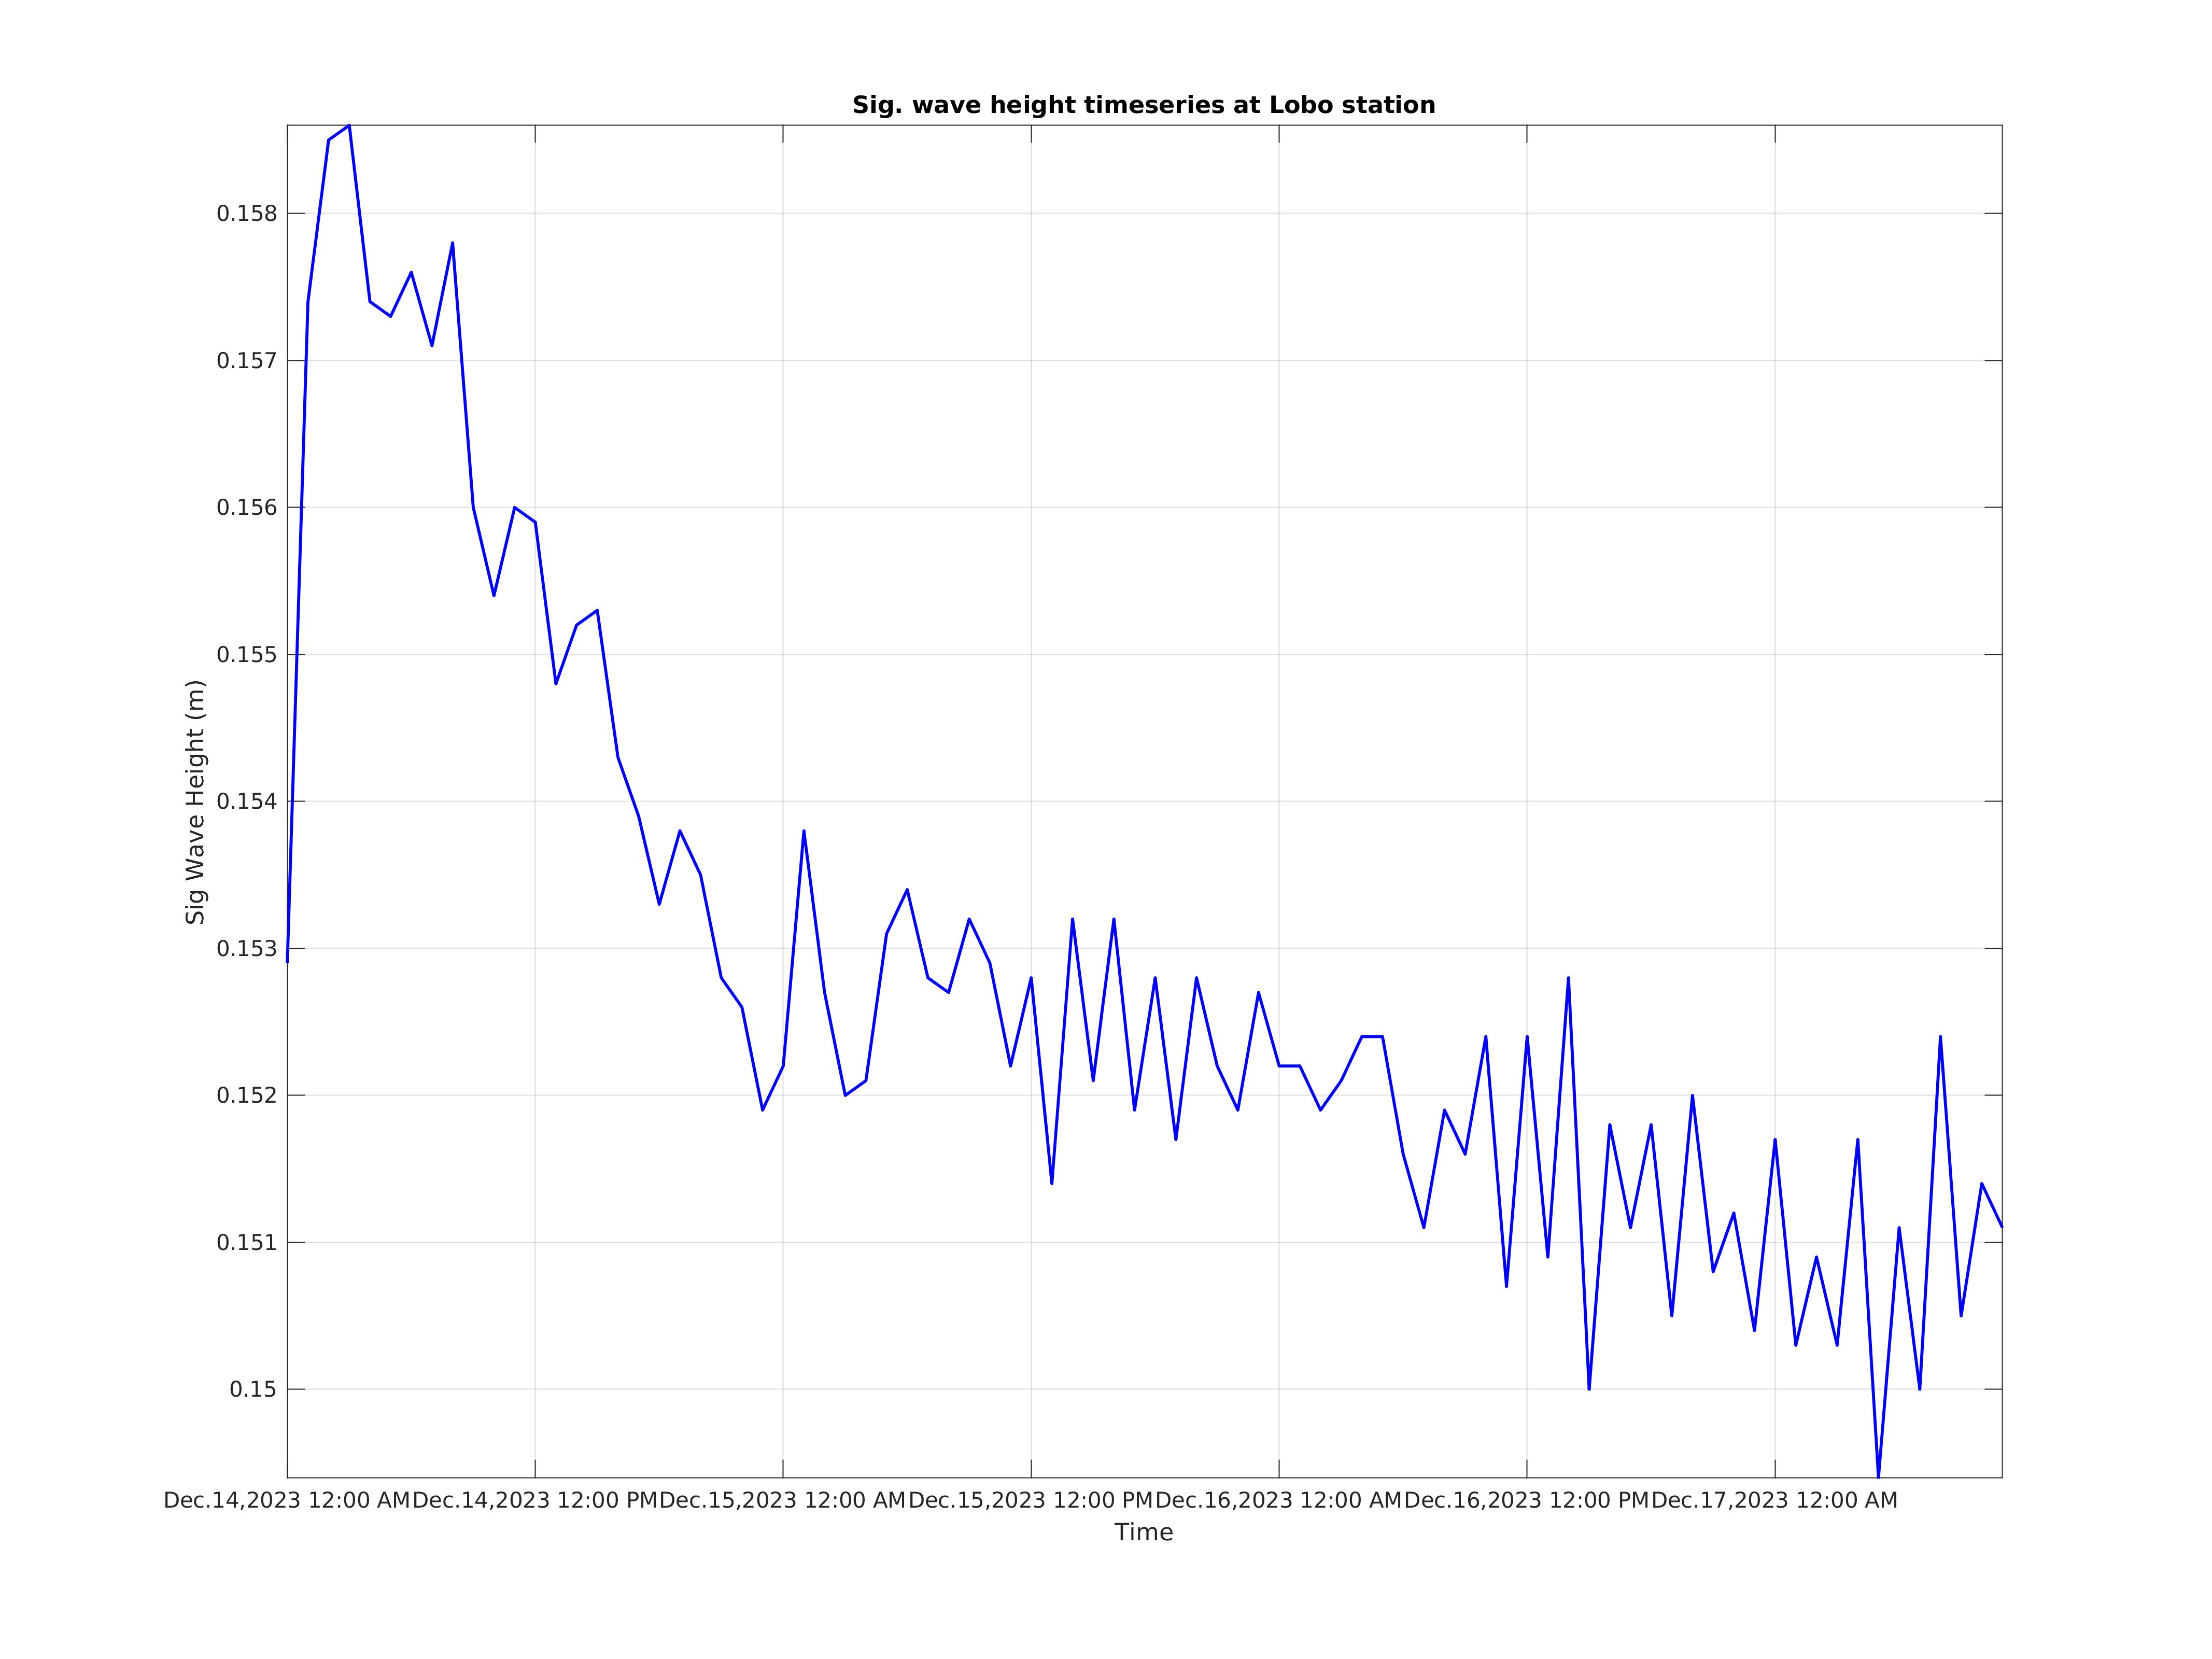 Sig. wave height timeseries at Lobo station
0.158
0.157
0.156
0.155
0.154
0.153
0.152
0.151
0.15
Sig Wave Height (m)
Dec.14,2023 12:00 AM Dec.14,2023 12:00 PM Dec.15,2023 12:00 AM Dec.15,2023 12:00 PM Dec.16,2023 12:00 AM Dec.16,2023 12:00 PM Dec.17,2023 12:00 AM
Time